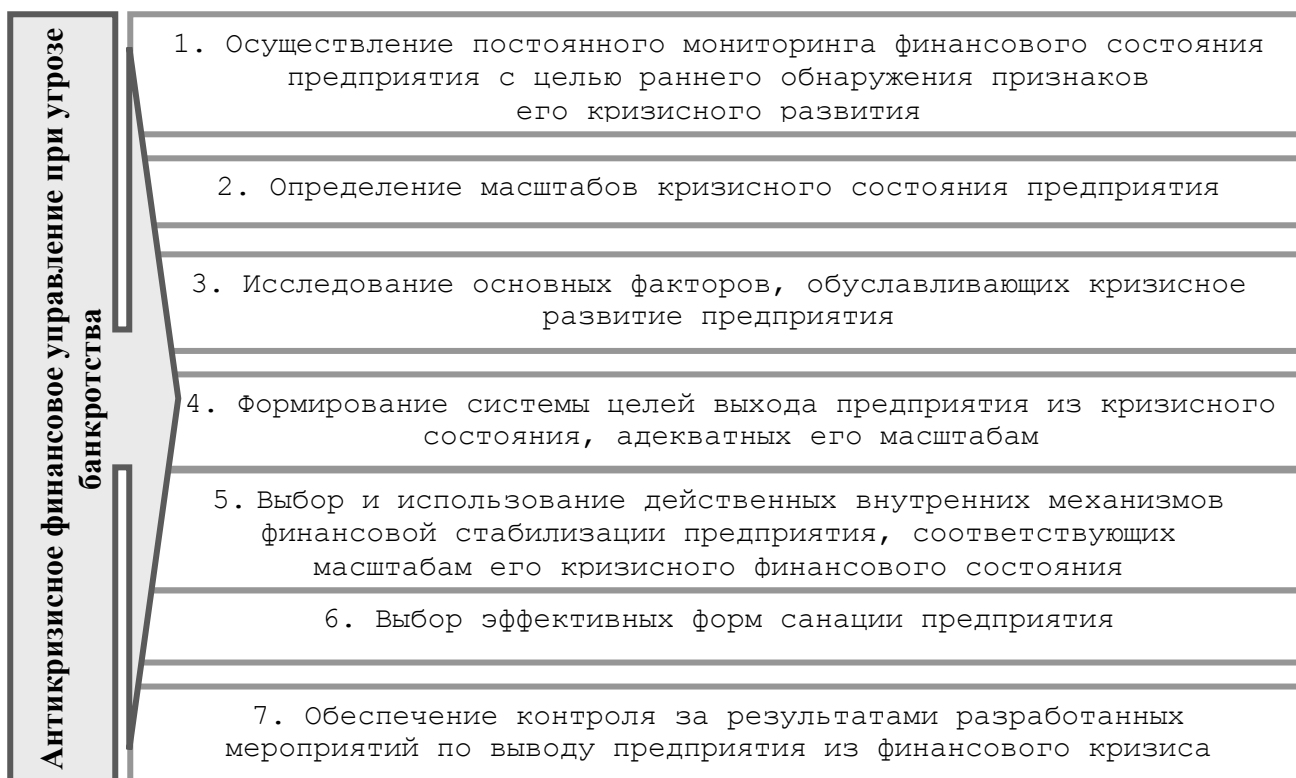 Антикризисное финансовое управление при угрозе
банкротства
1. Осуществление постоянного мониторинга финансового состояния
предприятия с целью раннего обнаружения признаков
его кризисного развития
2. Определение масштабов кризисного состояния предприятия
3. Исследование основных факторов, обуславливающих кризисное
развитие предприятия
4. Формирование системы целей выхода предприятия из кризисного
состояния, адекватных его масштабам
5. Выбор и использование действенных внутренних механизмов
финансовой стабилизации предприятия, соответствующих
масштабам его кризисного финансового состояния
6. Выбор эффективных форм санации предприятия
7. Обеспечение контроля за результатами разработанных
мероприятий по выводу предприятия из финансового кризиса